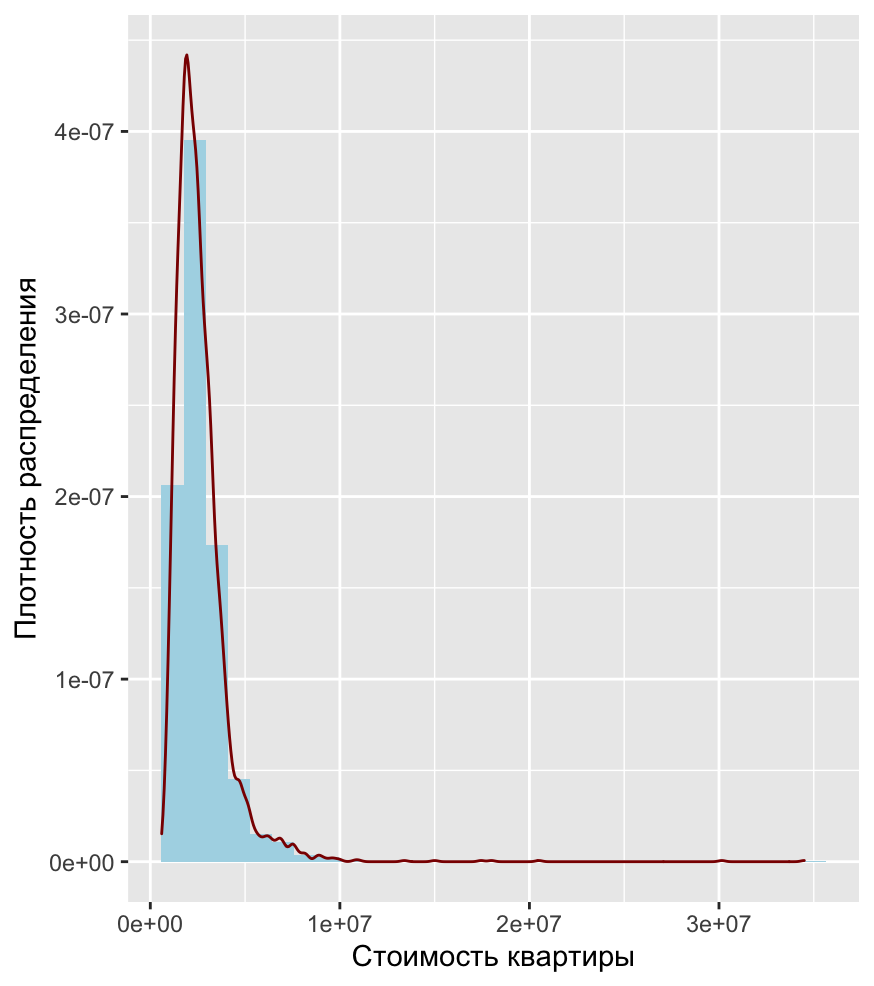 Плотность распределения
4e-07
3e-07
2e-07
1e-07
0e+00
0e+00 1e+07 2e+07 3e+07
Стоимость квартиры